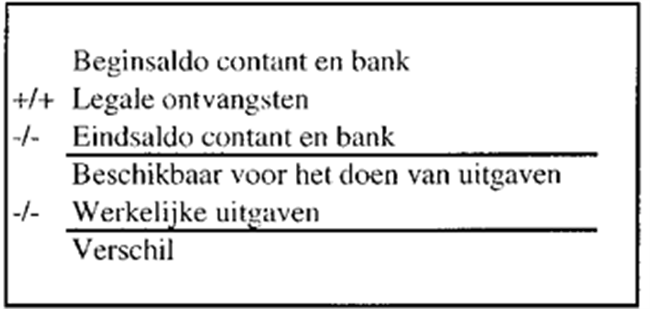 Beginsaldo contant en bank
+/+ Legale ontvangsten
-/- Eindsaldo contant en bank
Beschikbaar voor het doen van uitgaven
-/- Werkelijke uitgaven
Verschil